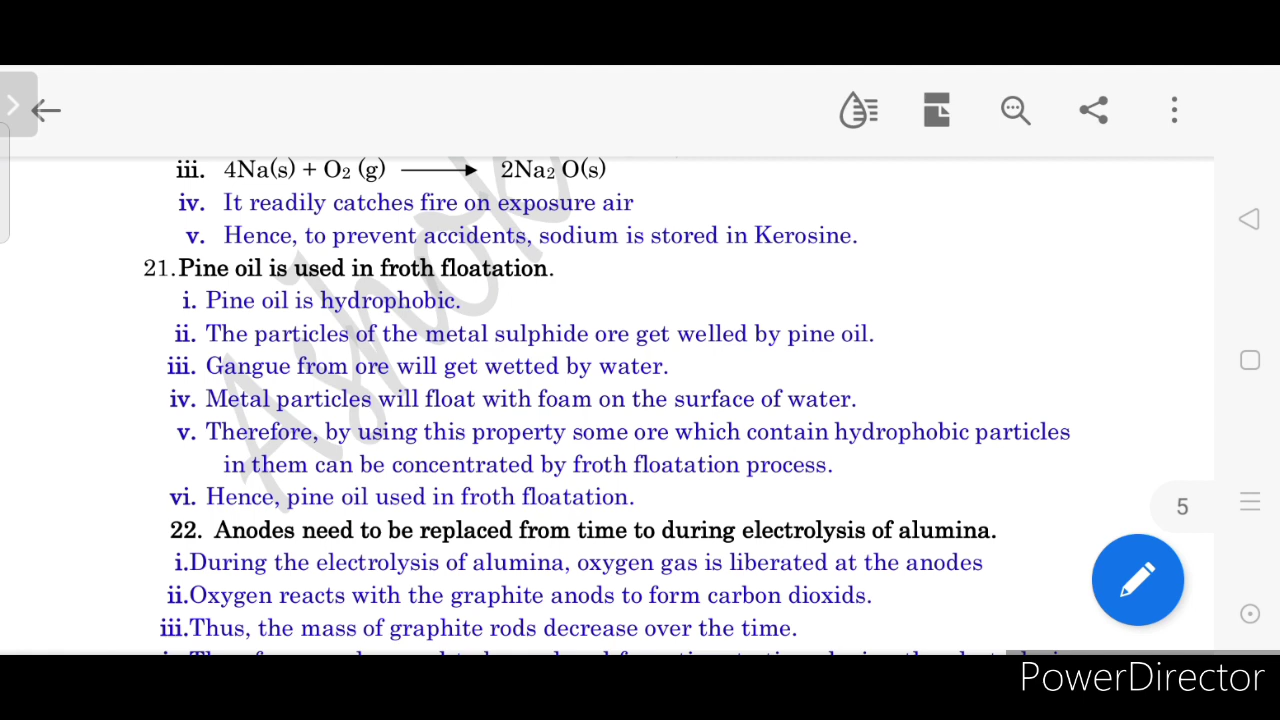 iii. 4Na(s) + O2 (g) ⟶ 2Na2 O(s)
iv. It readily catches fire on exposure air
v. Hence, to prevent accidents, sodium is stored in Kerosine.
21.Pine oil is used in froth floatation.
i. Pine oil is hydrophobic.
ii. The particles of the metal sulphide ore get welled by pine oil.
iii. Gangue from ore will get wetted by water.
iv. Metal particles will float with foam on the surface of water.
v. Therefore, by using this property some ore which contain hydrophobic particles
in them can be concentrated by froth floatation process.
vi. Hence, pine oil used in froth floatation.
22. Anodes need to be replaced from time to during electrolysis of alumina.
i.During the electrolysis of alumina, oxygen gas is liberated at the anodes
ii.Oxygen reacts with the graphite anods to form carbon dioxids.
iii.Thus, the mass of graphite rods decrease over the time.
5
Ashok
PowerDirector